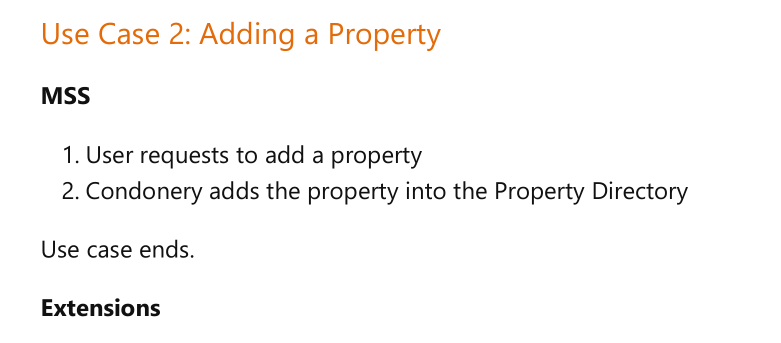 Use Case 2: Adding a Property
MSS
1. User requests to add a property
2. Condonery adds the property into the Property Directory
Use case ends.
Extensions